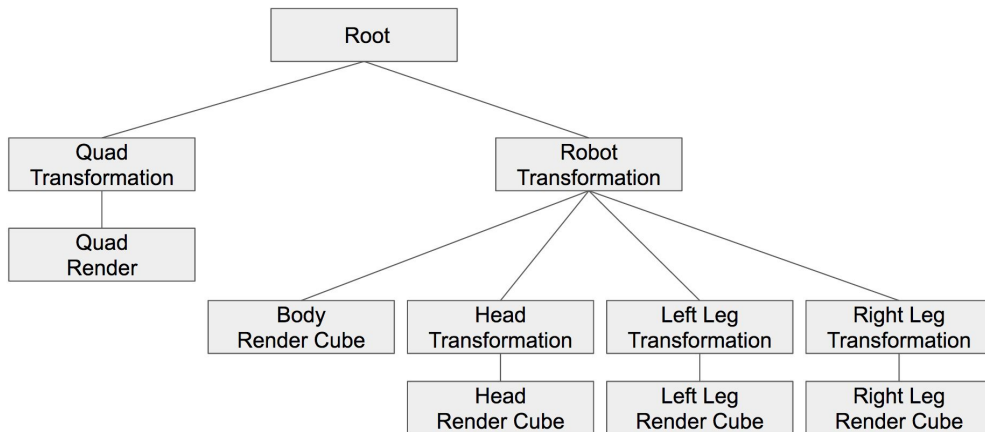 Root
Quad
Transformation
Robot
Transformation
Quad
Render
Body
Render Cube
Head
Transformation
Left Leg
Transformation
Right Leg
Transformation
Head
Render Cube
Left Leg
Render Cube
Right Leg
Render Cube